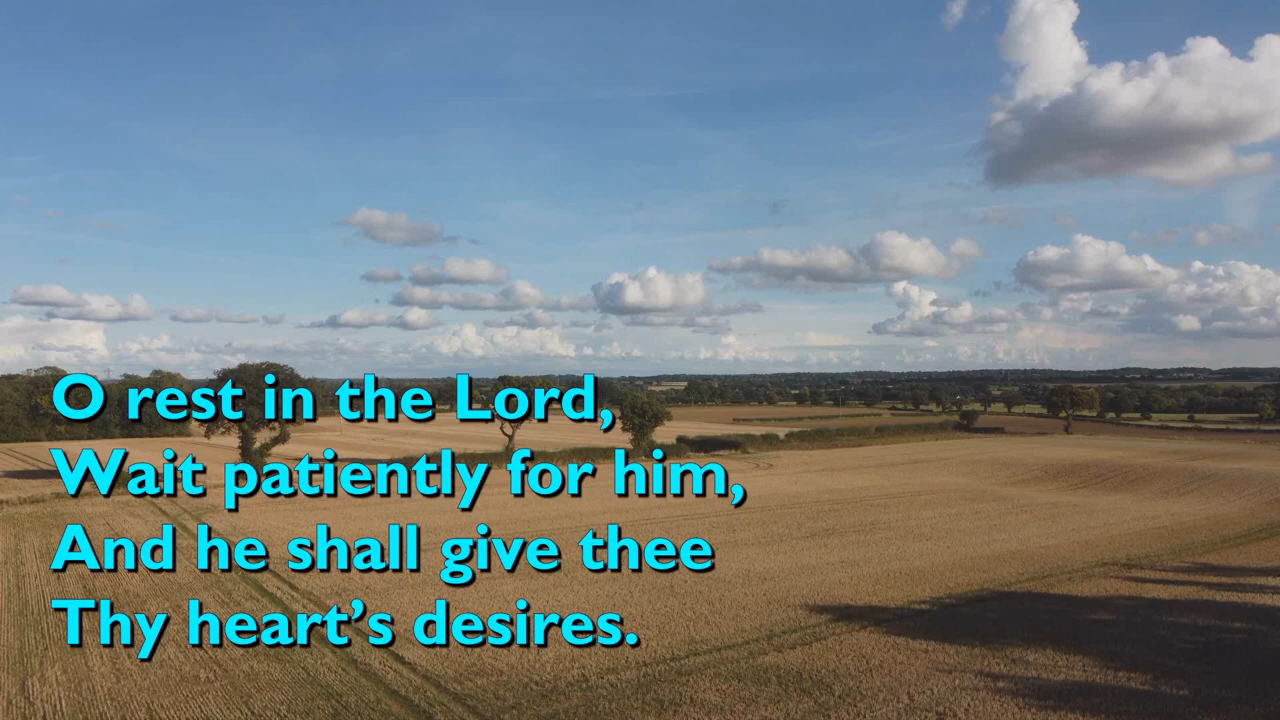 O rest in the Lord,
Wait patiently for him,
And he shall give thee
Thy heart’s desires.